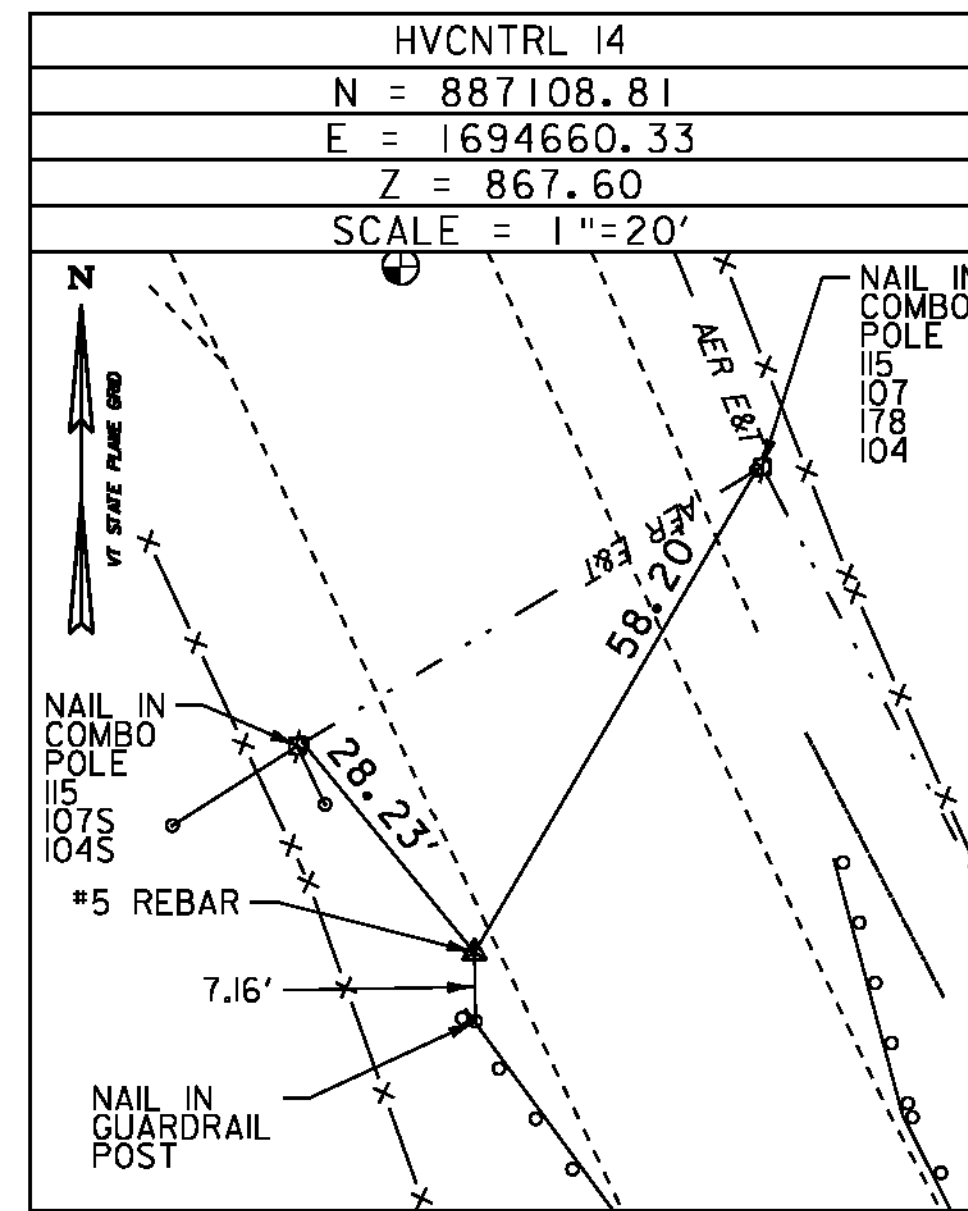 HVCNTRL 14
N = 887108.81
E = 1694660.33
Z = 867.60
SCALE = 1"=20'
N
VT STATE PLANE GRID
AER E&T
NAIL IN
COMBO
POLE
115
107
178
104
AER
E&T
58.20'
NAIL IN
COMBO
POLE
115
107S
104S
28.23'
#5 REBAR
7.16'
NAIL IN
GUARDRAIL
POST